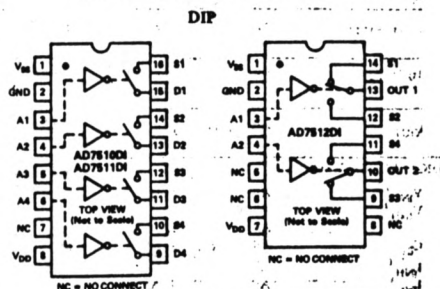 DIP
VSS 1
GND 2
A1 3
A2 4
A3 5
A4 6
NC 7
VDD 8
16 S1
15 D1
14 S2
13 D2
12 S3
11 D3
10 S4
9 D4
AD7510DI
AD7511DI
TOP VIEW
(Not to Scale)
NC = NO CONNECT
VSS 1
GND 2
A1 3
A2 4
NC 5
NC 6
VDD 7
14 S1
13 OUT 1
12 S2
11 S4
10 OUT 2
9 S3
8 NC
AD7512DI
TOP VIEW
(Not to Scale)
NC = NO CONNECT